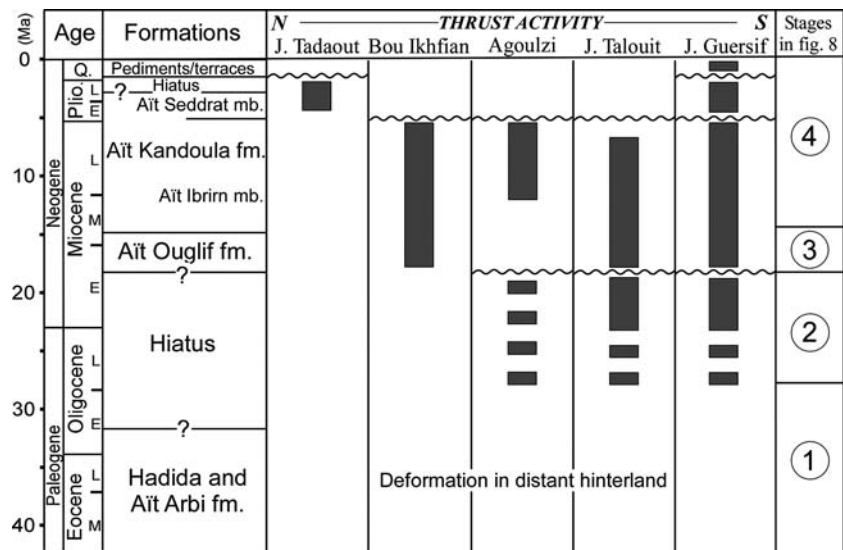 (Ma)
Age
Formations
N THRUST ACTIVITY S
J. Tadaout
Bou Ikhfian
Agoulzi
J. Talouit
J. Guersif
Stages
in fig. 8
0
10
20
30
40
Neogene
Paleogene
Q.
Plio.
Miocene
Oligocene
Eocene
L
E
L
M
E
L
E
L
M
Pediments/terraces
Hiatus
?
Aït Seddrat mb.
Aït Kandoula fm.
Aït Ibrirn mb.
Aït Ouglif fm.
?
Hiatus
?
Hadida and
Aït Arbi fm.
Deformation in distant hinterland
4
3
2
1